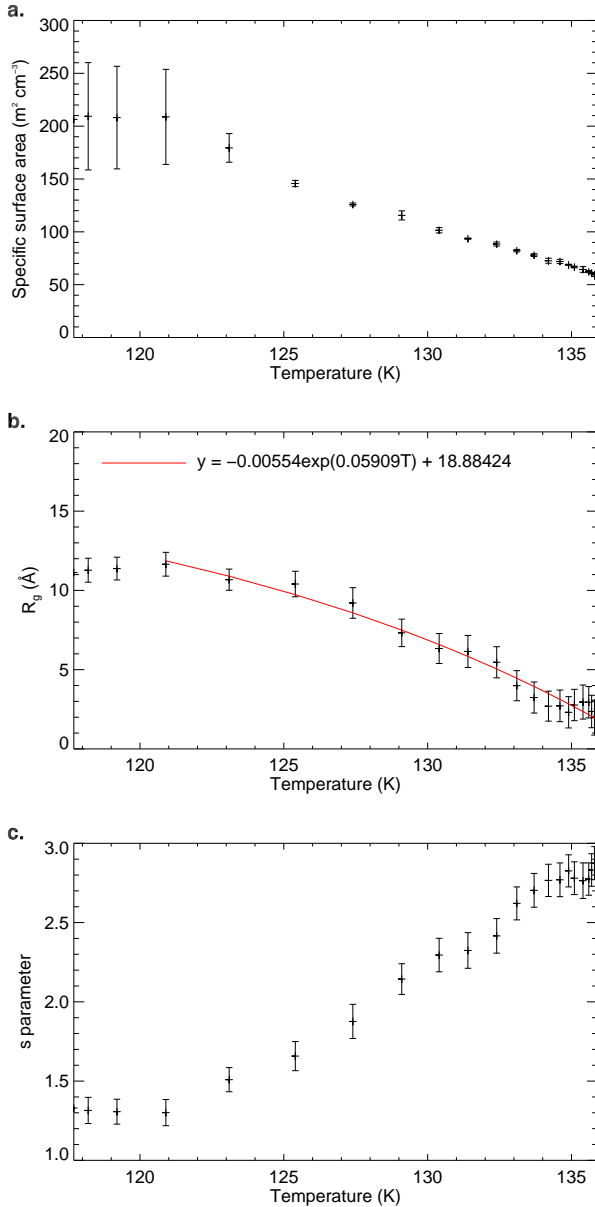 a.
300
250
200
150
100
50
0
Specific surface area (m² cm⁻³)
120 125 130 135
Temperature (K)
b.
20
15
10
5
0
R_g (Å)
y = −0.00554exp(0.05909T) + 18.88424
120 125 130 135
Temperature (K)
c.
3.0
2.5
2.0
1.5
1.0
s parameter
120 125 130 135
Temperature (K)